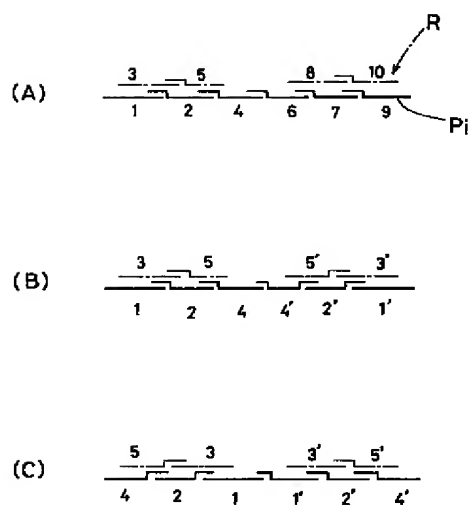 R
3 5 8 10
(A)
1 2 4 6 7 9
Pi
3 5 5' 3'
(B)
1 2 4 4' 2' 1'
5 3 3' 5'
(C)
4 2 1 1' 2' 4'